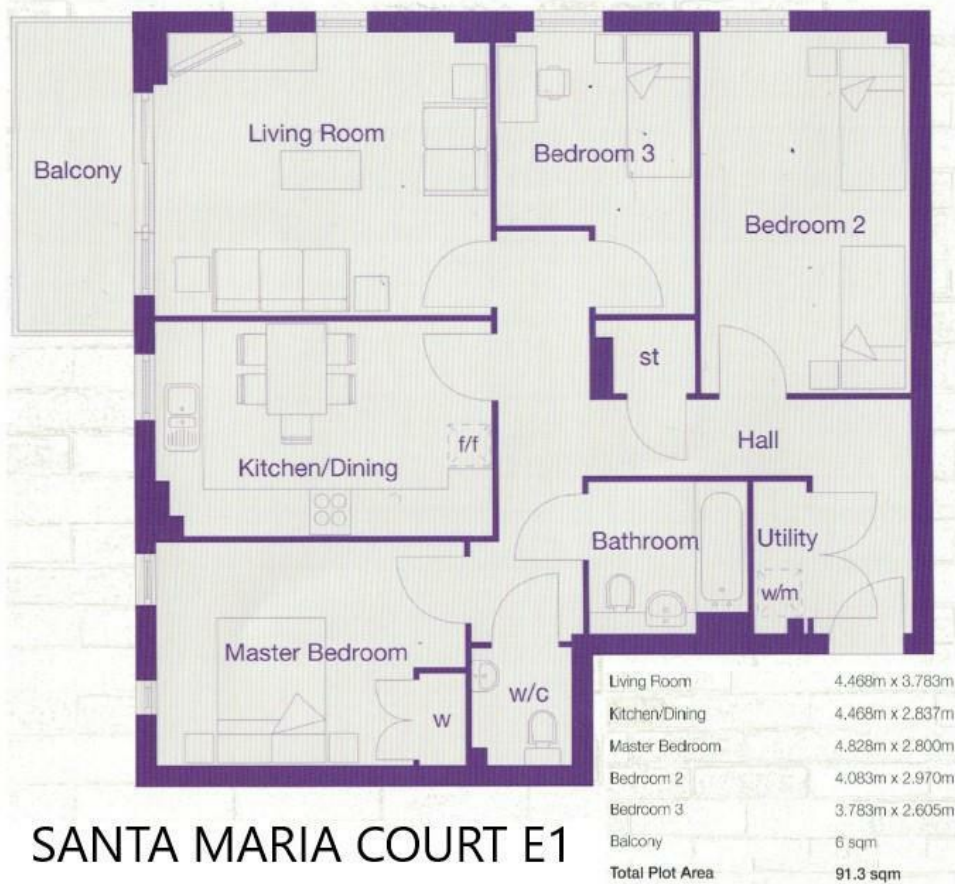 Living Room
Balcony
Bedroom 3
Bedroom 2
st
f/f
Hall
Kitchen/Dining
Bathroom
Utility
w/m
Master Bedroom
w
w/c
Living Room 4.468m x 3.783m
Kitchen/Dining 4.468m x 2.837m
Master Bedroom 4.828m x 2.800m
Bedroom 2 4.083m x 2.970m
Bedroom 3 3.783m x 2.605m
Balcony 6 sqm
Total Plot Area 91.3 sqm
SANTA MARIA COURT E1